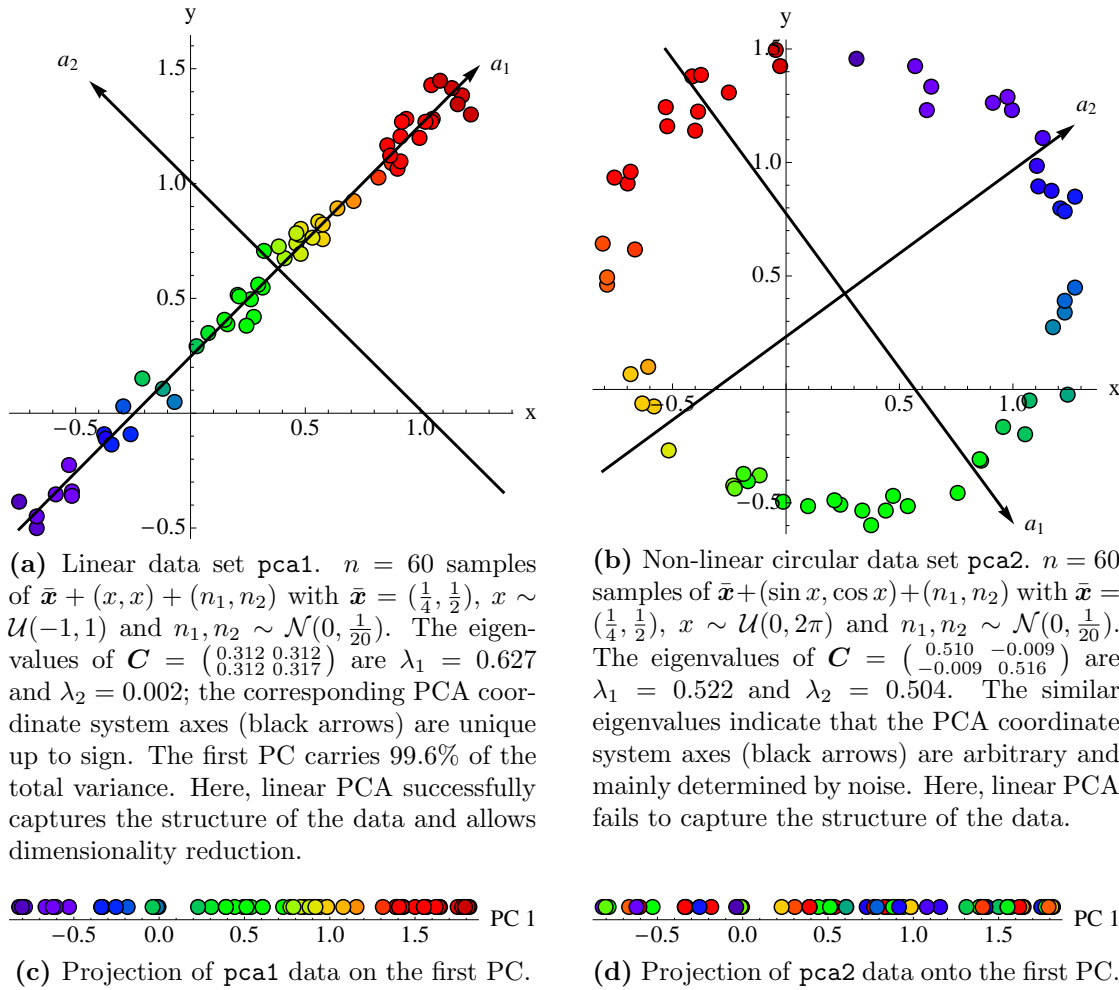 y
a₂
a₁
1.5
1.0
0.5
−0.5
0.5
1.0
x
−0.5
(a) Linear data set pca1. n = 60 samples
of x̄ + (x, x) + (n₁, n₂) with x̄ = (1/4, 1/2), x ∼
U(−1, 1) and n₁, n₂ ∼ N(0, 1/20). The eigen-
values of C = (0.312 0.312 / 0.312 0.317) are λ₁ = 0.627
and λ₂ = 0.002; the corresponding PCA coor-
dinate system axes (black arrows) are unique
up to sign. The first PC carries 99.6% of the
total variance. Here, linear PCA successfully
captures the structure of the data and allows
dimensionality reduction.
y
1.5
a₂
1.0
0.5
x
−0.5
0.5
1.0
−0.5
a₁
(b) Non-linear circular data set pca2. n = 60
samples of x̄+(sin x, cos x)+(n₁, n₂) with x̄ =
(1/4, 1/2), x ∼ U(0, 2π) and n₁, n₂ ∼ N(0, 1/20).
The eigenvalues of C = (0.510 −0.009 / −0.009 0.516) are
λ₁ = 0.522 and λ₂ = 0.504. The similar
eigenvalues indicate that the PCA coordinate
system axes (black arrows) are arbitrary and
mainly determined by noise. Here, linear PCA
fails to capture the structure of the data.
PC 1
−0.5 0.0 0.5 1.0 1.5
(c) Projection of pca1 data on the first PC.
PC 1
−0.5 0.0 0.5 1.0 1.5
(d) Projection of pca2 data onto the first PC.